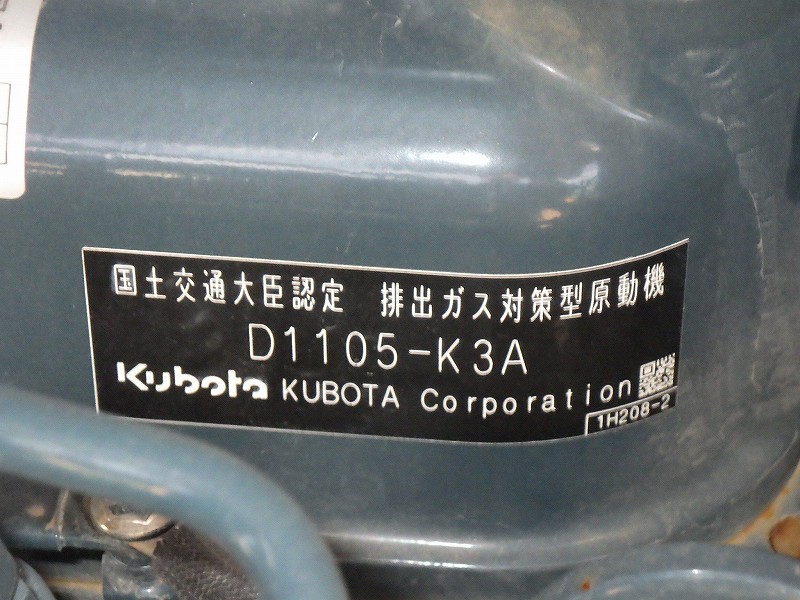 国土交通大臣認定 排出ガス対策型原動機
D1105-K3A
Kubota KUBOTA Corporation
1H208-2